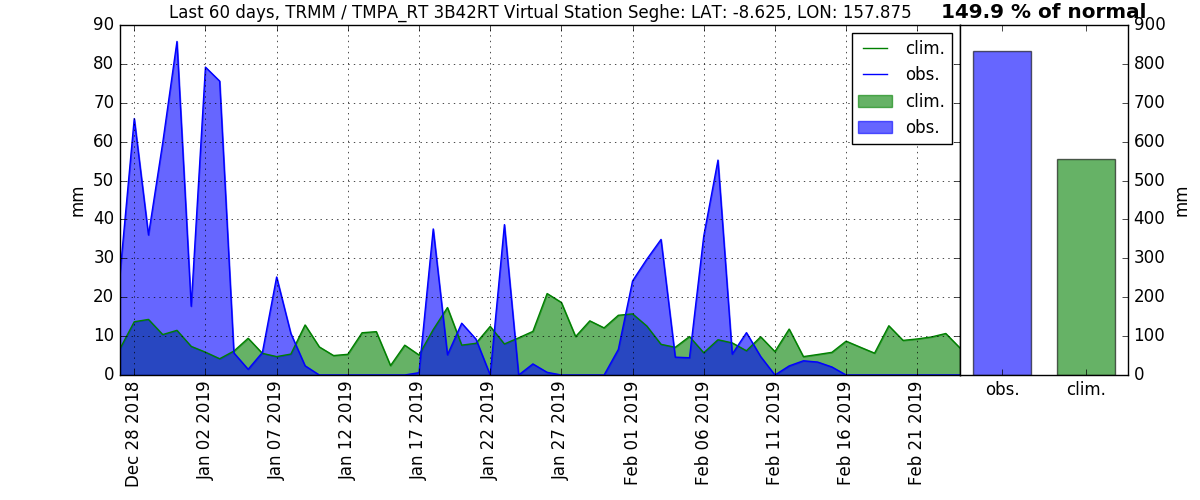 Last 60 days, TRMM / TMPA_RT 3B42RT Virtual Station Seghe: LAT: -8.625, LON: 157.875
149.9 % of normal
90
80
70
60
50
40
30
20
10
0
mm
clim.
obs.
clim.
obs.
Dec 28 2018
Jan 02 2019
Jan 07 2019
Jan 12 2019
Jan 17 2019
Jan 22 2019
Jan 27 2019
Feb 01 2019
Feb 06 2019
Feb 11 2019
Feb 16 2019
Feb 21 2019
900
800
700
600
500
400
300
200
100
0
mm
obs.
clim.